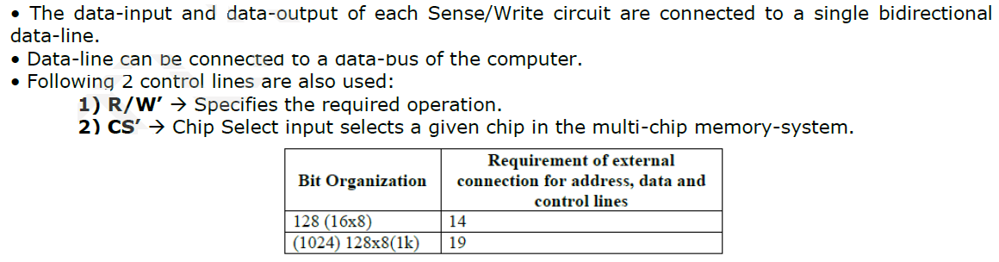 • The data-input and data-output of each Sense/Write circuit are connected to a single bidirectional
data-line.
• Data-line can be connected to a data-bus of the computer.
• Following 2 control lines are also used:
1) R/W’ → Specifies the required operation.
2) CS’ → Chip Select input selects a given chip in the multi-chip memory-system.
Bit Organization
Requirement of external
connection for address, data and
control lines
128 (16x8) 14
(1024) 128x8(1k) 19